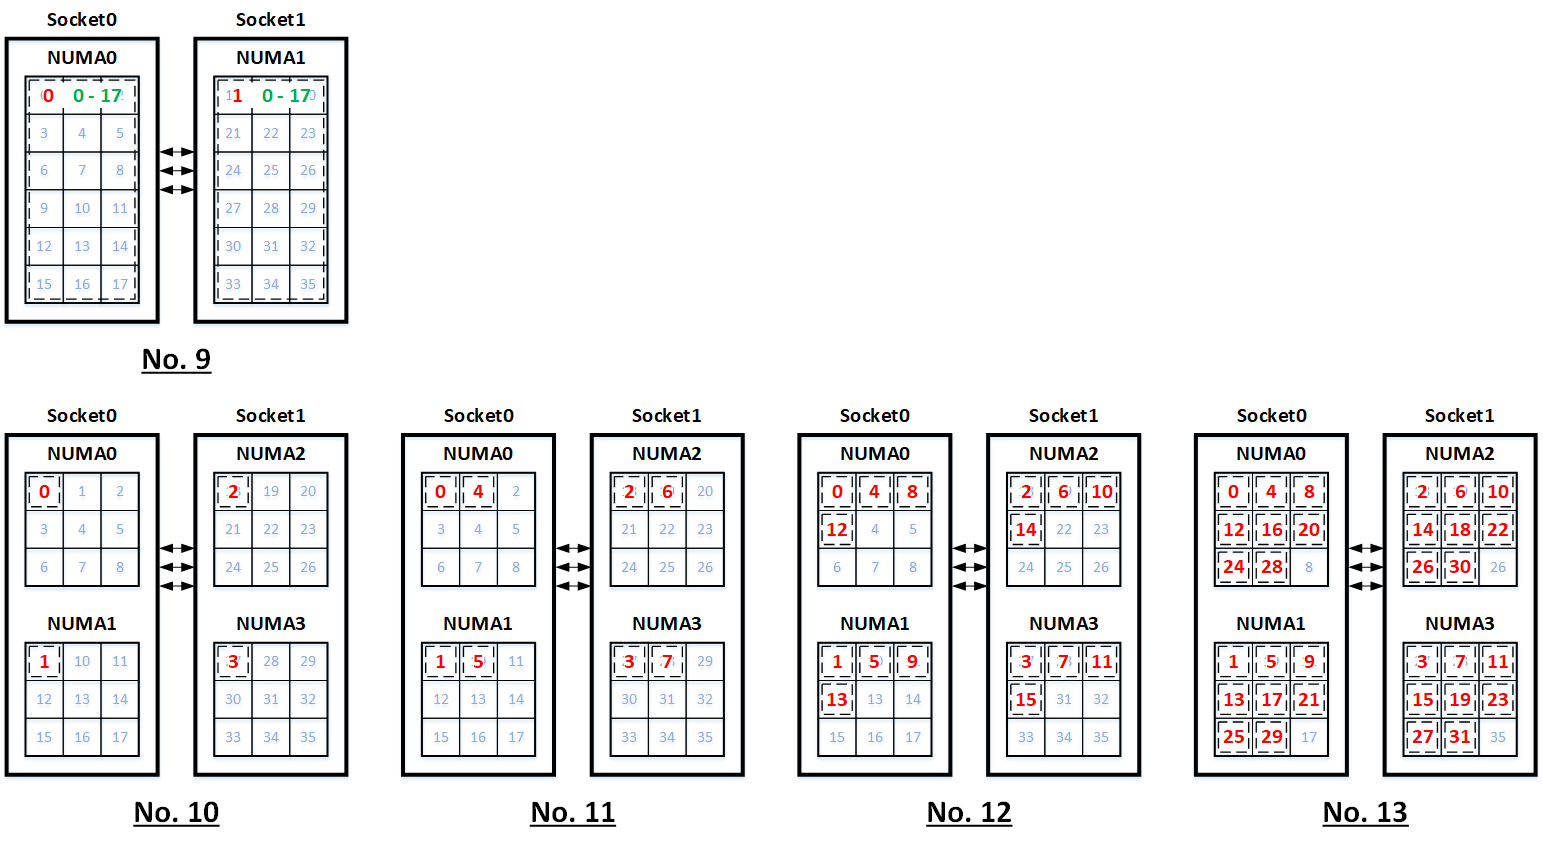 Socket0 Socket1
NUMA0 NUMA1
0 0 - 17 1 0 - 17
3 4 5 21 22 23
6 7 8 24 25 26
9 10 11 27 28 29
12 13 14 30 31 32
15 16 17 33 34 35
No. 9
Socket0 Socket1 Socket0 Socket1 Socket0 Socket1 Socket0 Socket1
NUMA0 NUMA2 NUMA0 NUMA2 NUMA0 NUMA2 NUMA0 NUMA2
0 1 2 2 19 20 0 4 2 2 6 20 0 4 8 2 6 10 0 4 8 2 6 10
3 4 5 21 22 23 3 4 5 21 22 23 12 4 5 14 22 23 12 16 20 14 18 22
6 7 8 24 25 26 6 7 8 24 25 26 6 7 8 24 25 26 24 28 8 26 30 26
NUMA1 NUMA3 NUMA1 NUMA3 NUMA1 NUMA3 NUMA1 NUMA3
1 10 11 3 28 29 1 5 11 3 7 29 1 5 9 3 7 11 1 5 9 3 7 11
12 13 14 30 31 32 12 13 14 30 31 32 13 13 14 15 31 32 13 17 21 15 19 23
15 16 17 33 34 35 15 16 17 33 34 35 15 16 17 33 34 35 25 29 17 27 31 35
No. 10 No. 11 No. 12 No. 13